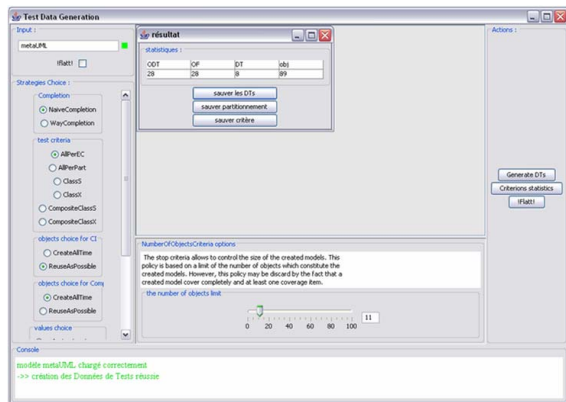 Test Data Generation
Input :
metaUML
!flatt!
Strategies Choice :
Completion
NaiveCompletion
WayCompletion
test criteria
AllPerEC
AllPerPart
ClassS
ClassX
CompositeClassS
CompositeClassX
objects choice for CI
CreateAllTime
ReuseAsPossible
objects choice for Comp
CreateAllTime
ReuseAsPossible
values choice
résultat
statistiques :
ODT OF DT obj
28 28 8 89
sauver les DTs
sauver partitionnement
sauver critère
NumberOfObjectsCriteria options
The stop criteria allows to control the size of the created models. This
policy is based on a limit of the number of objects which constitute the
created models. However, this policy may be discard by the fact that a
created model cover completely and at least one coverage item.
the number of objects limit
0 20 40 60 80 100
11
Actions :
Generate DTs
Criterions statistics
!Flatt!
Console
modèle metaUML chargé correctement
->> création des Données de Tests réussie